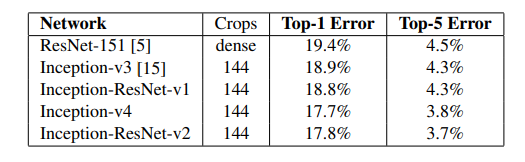 Network Crops Top-1 Error Top-5 Error
ResNet-151 [5] dense 19.4% 4.5%
Inception-v3 [15] 144 18.9% 4.3%
Inception-ResNet-v1 144 18.8% 4.3%
Inception-v4 144 17.7% 3.8%
Inception-ResNet-v2 144 17.8% 3.7%